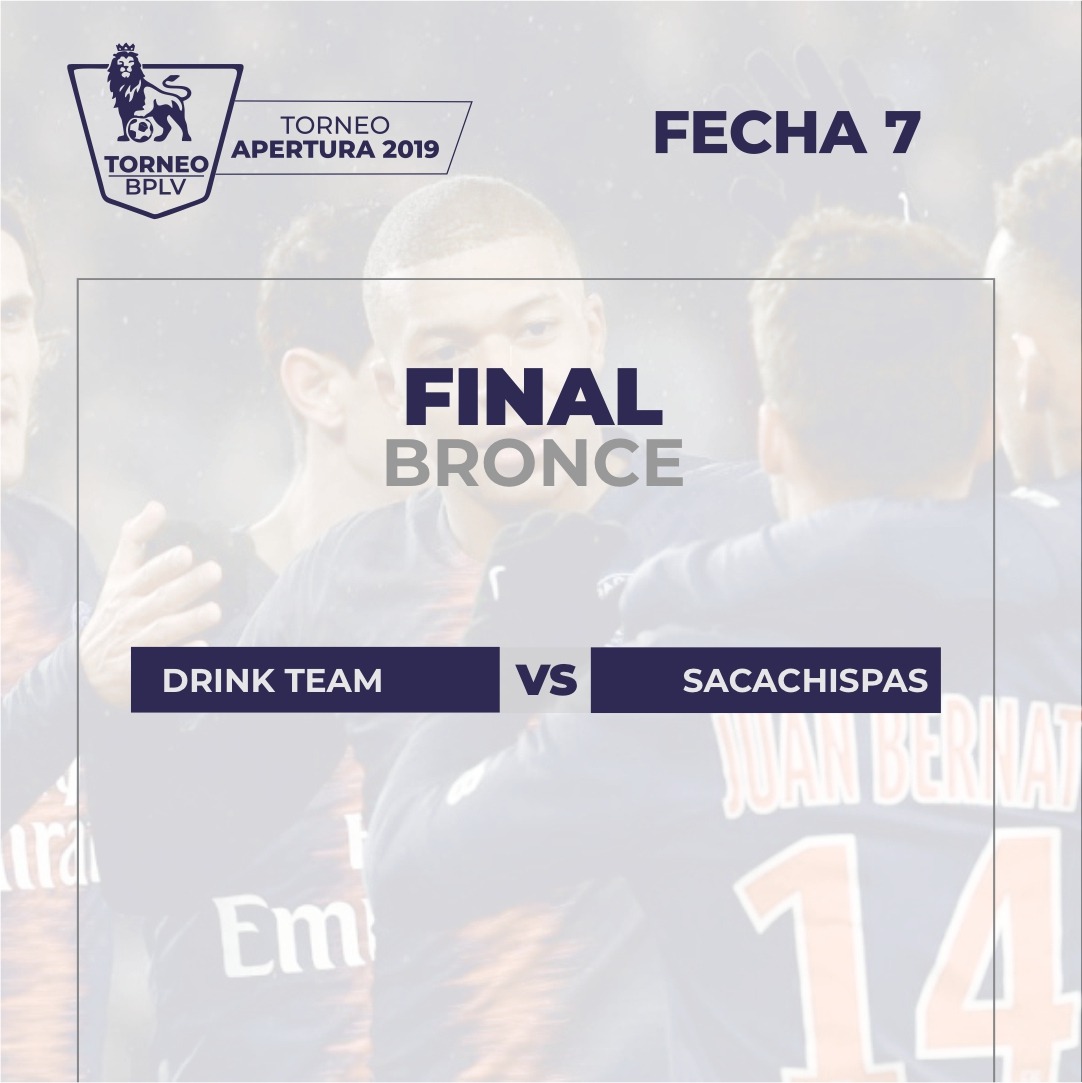 TORNEO
BPLV
TORNEO
APERTURA 2019
FECHA 7
FINAL
BRONCE
DRINK TEAM VS SACACHISPAS
JUAN BERNAT
14